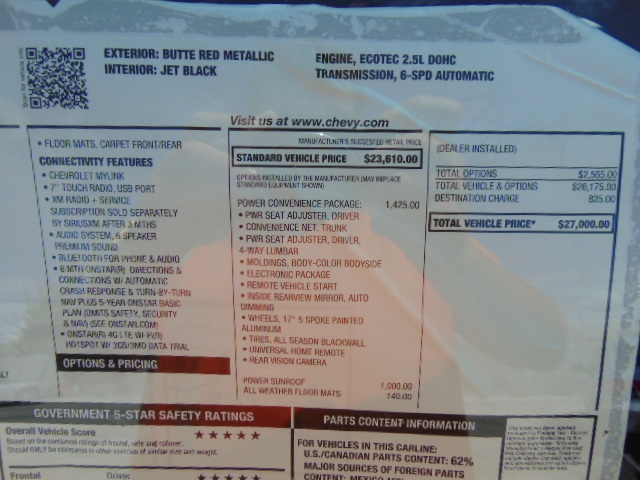 Scan for vehicle info
EXTERIOR: BUTTE RED METALLIC
INTERIOR: JET BLACK
ENGINE, ECOTEC 2.5L DOHC
TRANSMISSION, 6-SPD AUTOMATIC
Visit us at www.chevy.com
• FLOOR MATS, CARPET FRONT/REAR
CONNECTIVITY FEATURES
• CHEVROLET MYLINK
• 7" TOUCH RADIO, USB PORT
• XM RADIO + SERVICE
SUBSCRIPTION SOLD SEPARATELY
BY SIRIUSXM AFTER 3 MTHS
• AUDIO SYSTEM, 6 SPEAKER
PREMIUM SOUND
• BLUETOOTH FOR PHONE & AUDIO
• 6 MTH ONSTAR(R) DIRECTIONS &
CONNECTIONS W/ AUTOMATIC
CRASH RESPONSE & TURN-BY-TURN
NAV PLUS 5-YEAR ONSTAR BASIC
PLAN (OMITS SAFETY, SECURITY
& NAV) (SEE ONSTAR.COM)
• ONSTAR(R) 4G LTE WI-FI(R)
HOTSPOT W/ 3GB/3MO DATA TRIAL
OPTIONS & PRICING
MANUFACTURER'S SUGGESTED RETAIL PRICE
STANDARD VEHICLE PRICE $23,610.00
OPTIONS INSTALLED BY THE MANUFACTURER (MAY REPLACE
STANDARD EQUIPMENT SHOWN)
POWER CONVENIENCE PACKAGE: 1,425.00
• PWR SEAT ADJUSTER, DRIVER
• CONVENIENCE NET, TRUNK
• PWR SEAT ADJUSTER, DRIVER,
4-WAY LUMBAR
• MOLDINGS, BODY-COLOR BODYSIDE
• ELECTRONIC PACKAGE
• REMOTE VEHICLE START
• INSIDE REARVIEW MIRROR, AUTO
DIMMING
• WHEELS, 17" 5 SPOKE PAINTED
ALUMINUM
• TIRES, ALL SEASON BLACKWALL
• UNIVERSAL HOME REMOTE
• REAR VISION CAMERA
POWER SUNROOF 1,000.00
ALL WEATHER FLOOR MATS 140.00
(DEALER INSTALLED)
TOTAL OPTIONS $2,565.00
TOTAL VEHICLE & OPTIONS $26,175.00
DESTINATION CHARGE 825.00
TOTAL VEHICLE PRICE* $27,000.00
GOVERNMENT 5-STAR SAFETY RATINGS
Overall Vehicle Score
Based on the combined ratings of frontal, side and rollover.
Should ONLY be compared to other vehicles of similar size and weight.
Frontal Driver
PARTS CONTENT INFORMATION
FOR VEHICLES IN THIS CARLINE:
U.S./CANADIAN PARTS CONTENT: 62%
MAJOR SOURCES OF FOREIGN PARTS
CONTENT: MEXICO